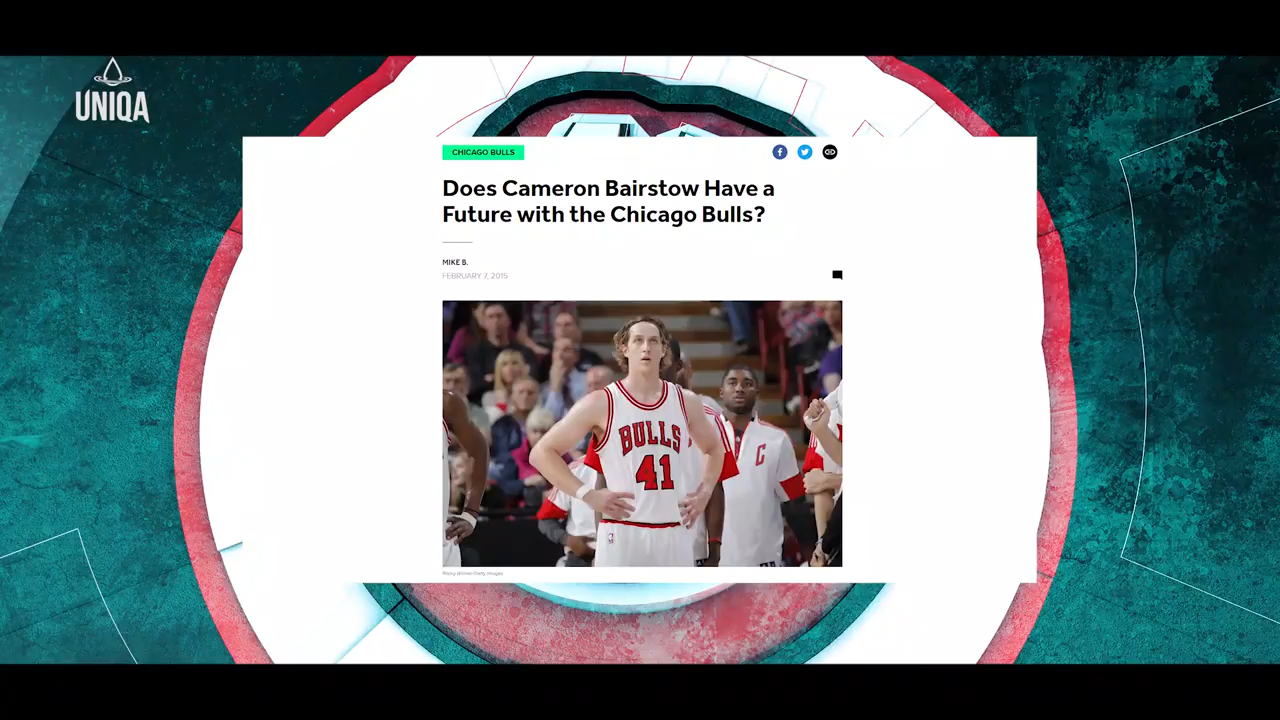 UNIQA
CHICAGO BULLS
Does Cameron Bairstow Have a
Future with the Chicago Bulls?
MIKE B.
FEBRUARY 7, 2015
BULLS
41
C